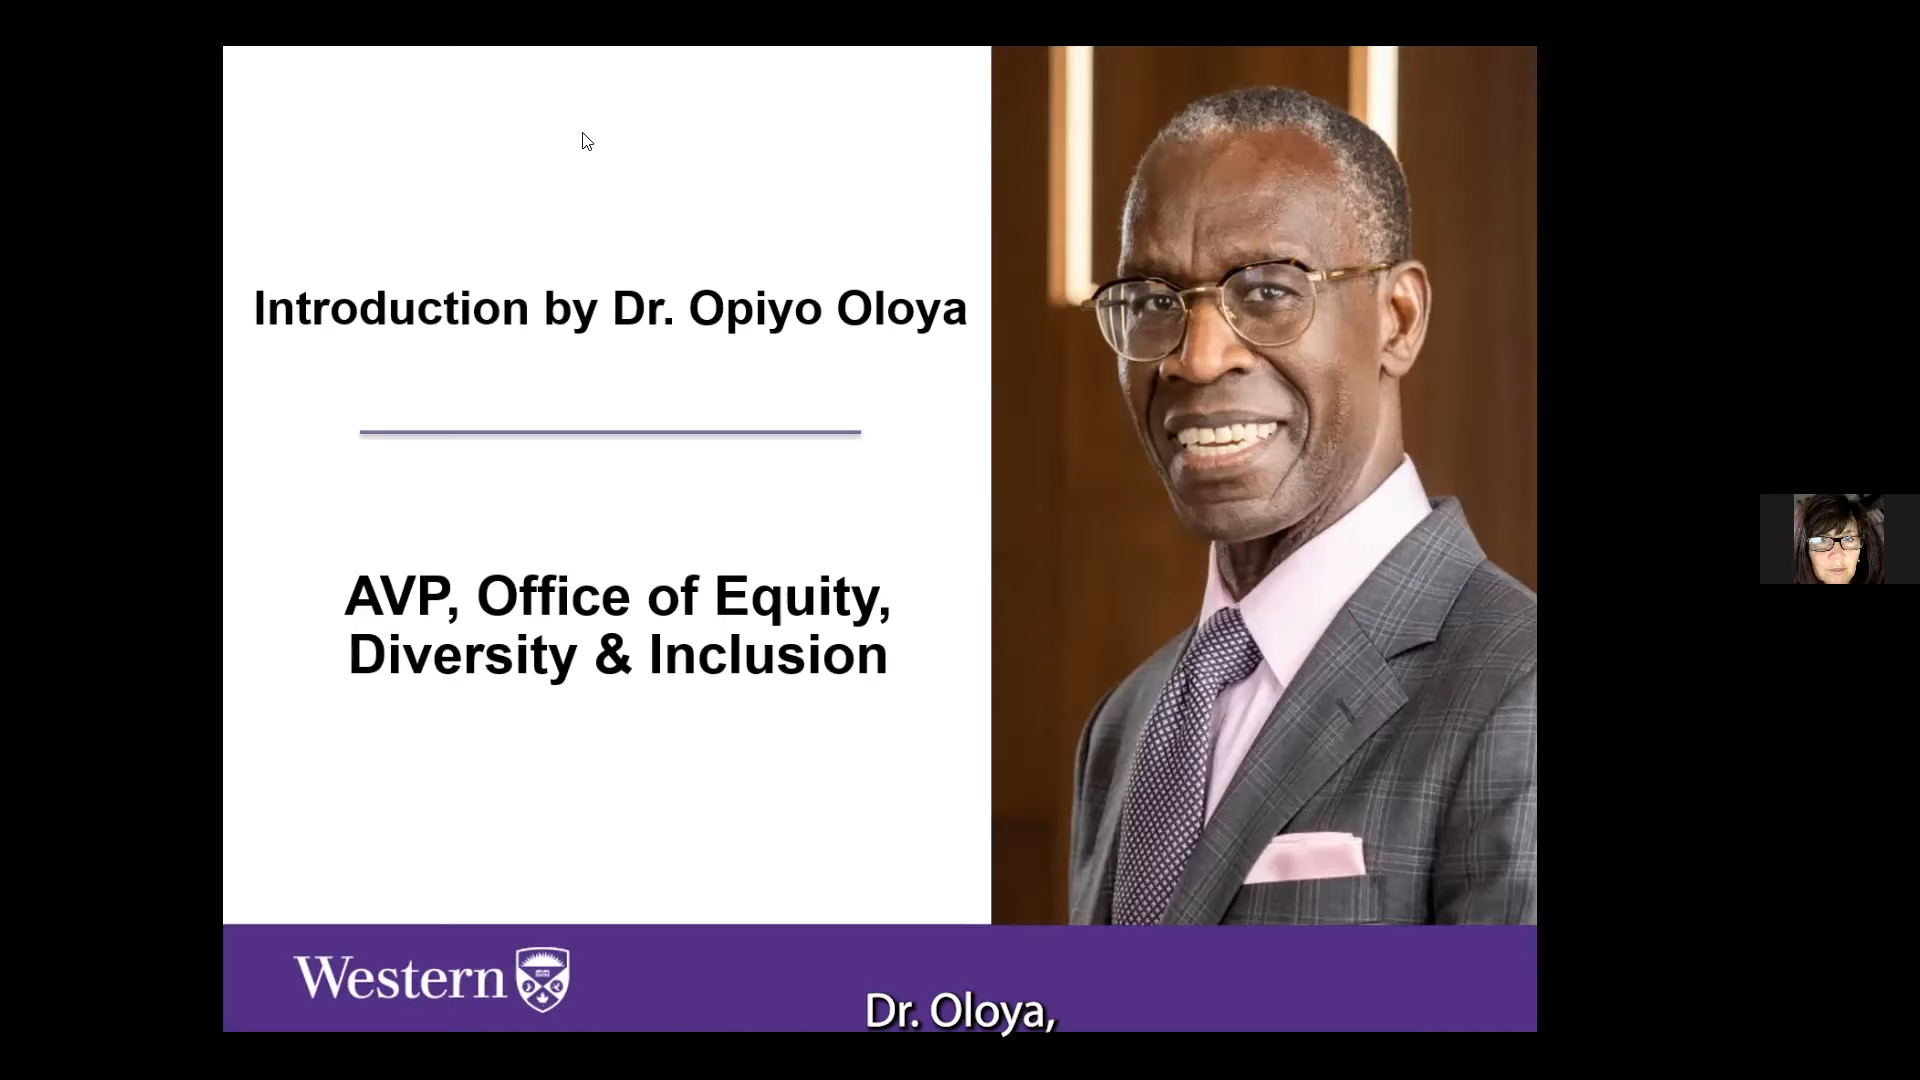 Introduction by Dr. Opiyo Oloya
AVP, Office of Equity,
Diversity & Inclusion
Western
Dr. Oloya,